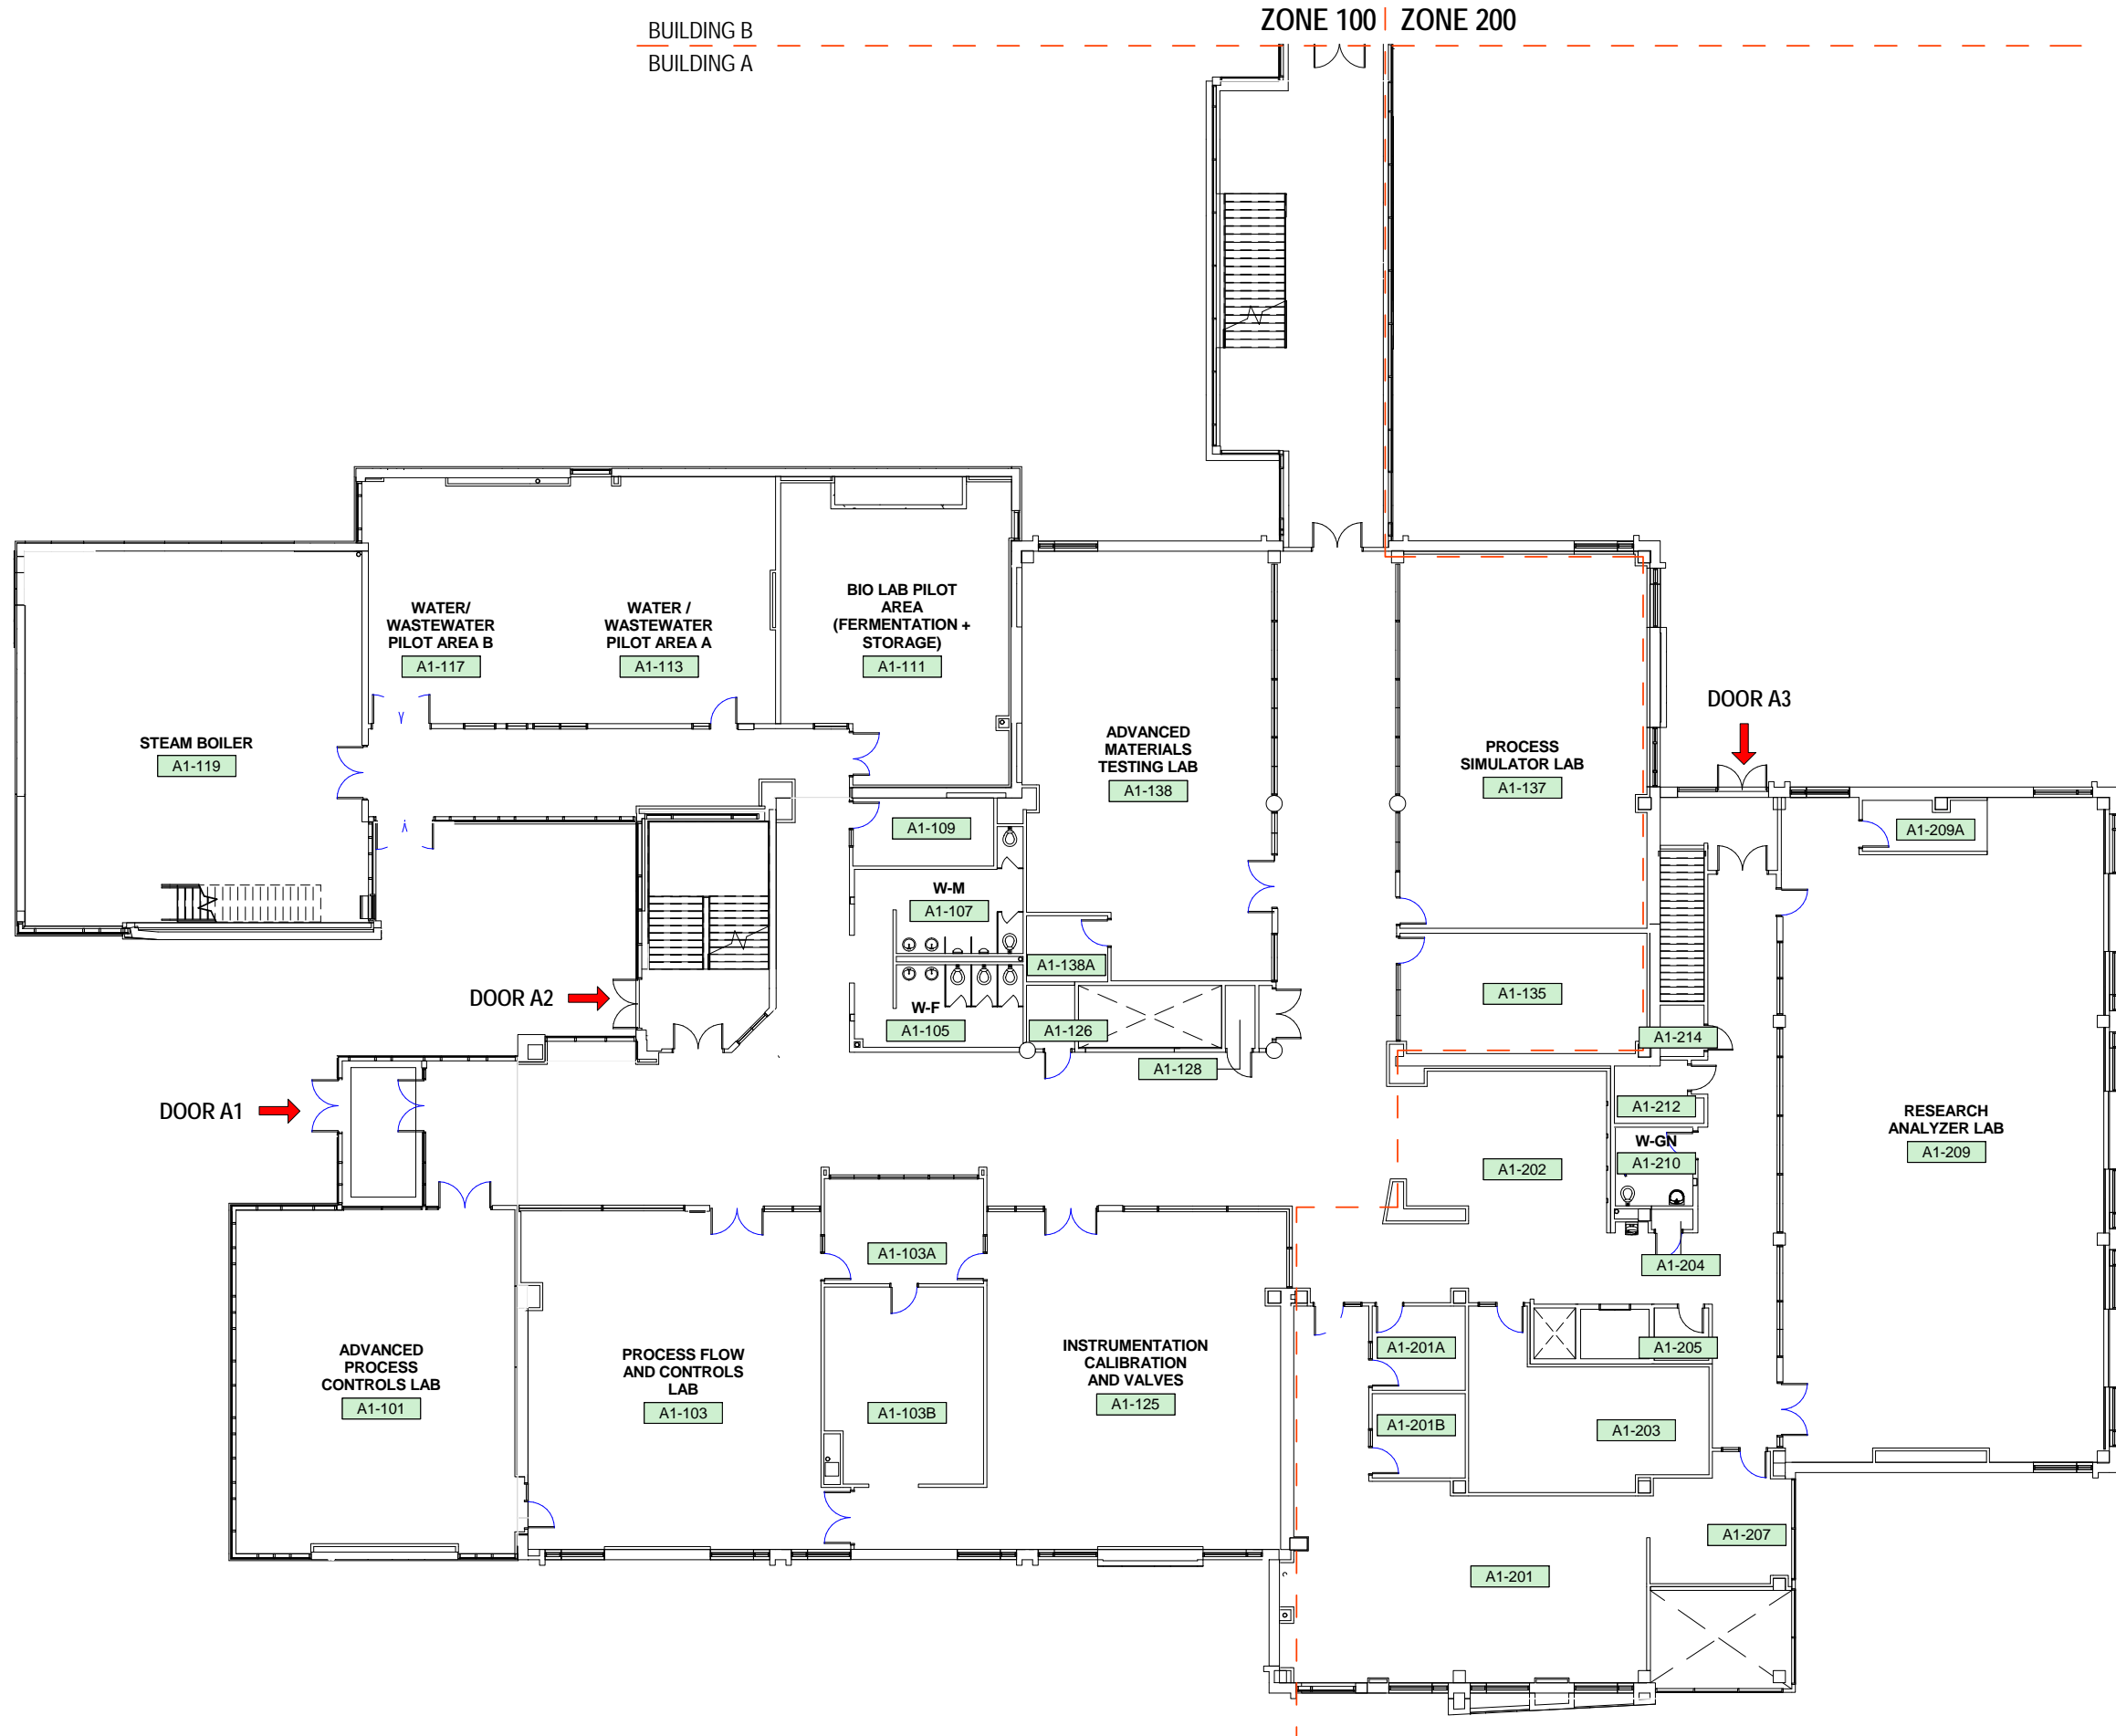 BUILDING B
BUILDING A
ZONE 100
ZONE 200
WATER/
WASTEWATER
PILOT AREA B
A1-117
WATER /
WASTEWATER
PILOT AREA A
A1-113
BIO LAB PILOT
AREA
(FERMENTATION +
STORAGE)
A1-111
STEAM BOILER
A1-119
ADVANCED
MATERIALS
TESTING LAB
A1-138
PROCESS
SIMULATOR LAB
A1-137
DOOR A3
A1-109
A1-209A
W-M
A1-107
A1-138A
A1-135
DOOR A2
W-F
A1-105
A1-126
A1-128
A1-214
DOOR A1
A1-212
W-GN
A1-210
A1-202
RESEARCH
ANALYZER LAB
A1-209
A1-103A
A1-204
ADVANCED
PROCESS
CONTROLS LAB
A1-101
PROCESS FLOW
AND CONTROLS
LAB
A1-103
A1-103B
INSTRUMENTATION
CALIBRATION
AND VALVES
A1-125
A1-201A
A1-205
A1-201B
A1-203
A1-207
A1-201